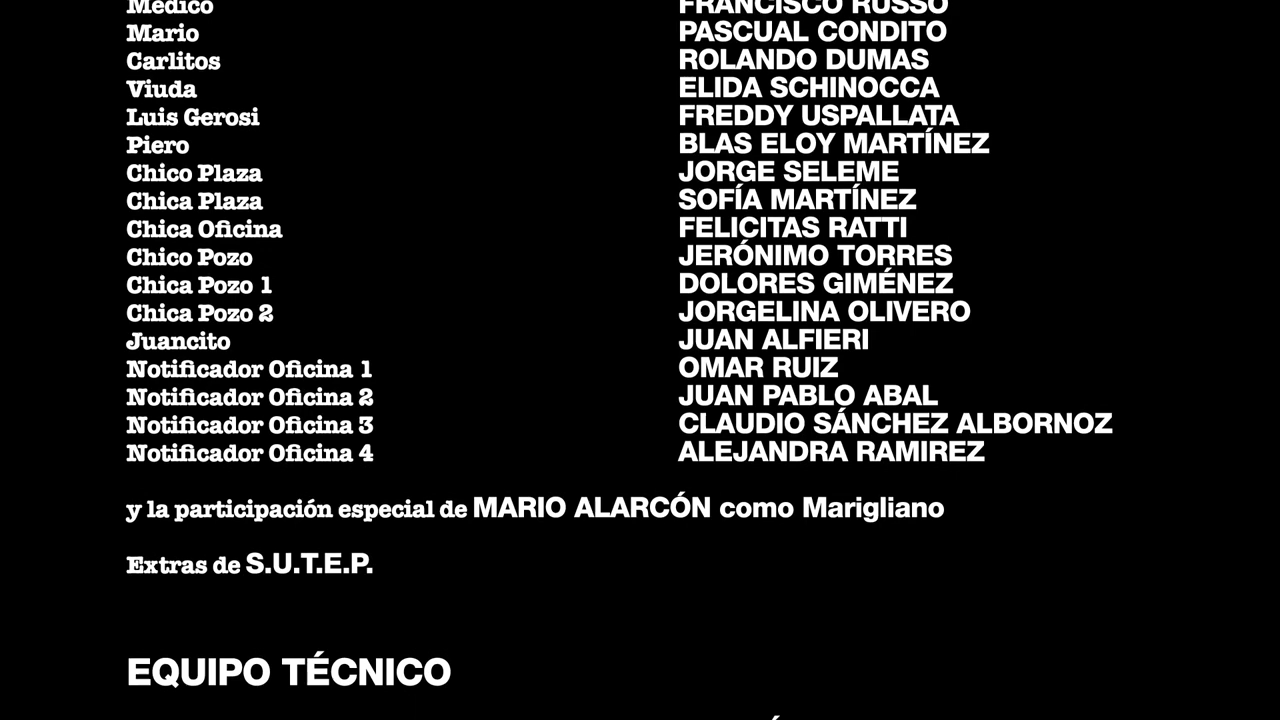 Médico FRANCISCO RUSSO
Mario PASCUAL CONDITO
Carlitos ROLANDO DUMAS
Viuda ELIDA SCHINOCCA
Luis Gerosi FREDDY USPALLATA
Piero BLAS ELOY MARTÍNEZ
Chico Plaza JORGE SELEME
Chica Plaza SOFÍA MARTÍNEZ
Chica Oficina FELICITAS RATTI
Chico Pozo JERÓNIMO TORRES
Chica Pozo 1 DOLORES GIMÉNEZ
Chica Pozo 2 JORGELINA OLIVERO
Juancito JUAN ALFIERI
Notificador Oficina 1 OMAR RUIZ
Notificador Oficina 2 JUAN PABLO ABAL
Notificador Oficina 3 CLAUDIO SÁNCHEZ ALBORNOZ
Notificador Oficina 4 ALEJANDRA RAMIREZ
y la participación especial de MARIO ALARCÓN como Marigliano
Extras de S.U.T.E.P.
EQUIPO TÉCNICO